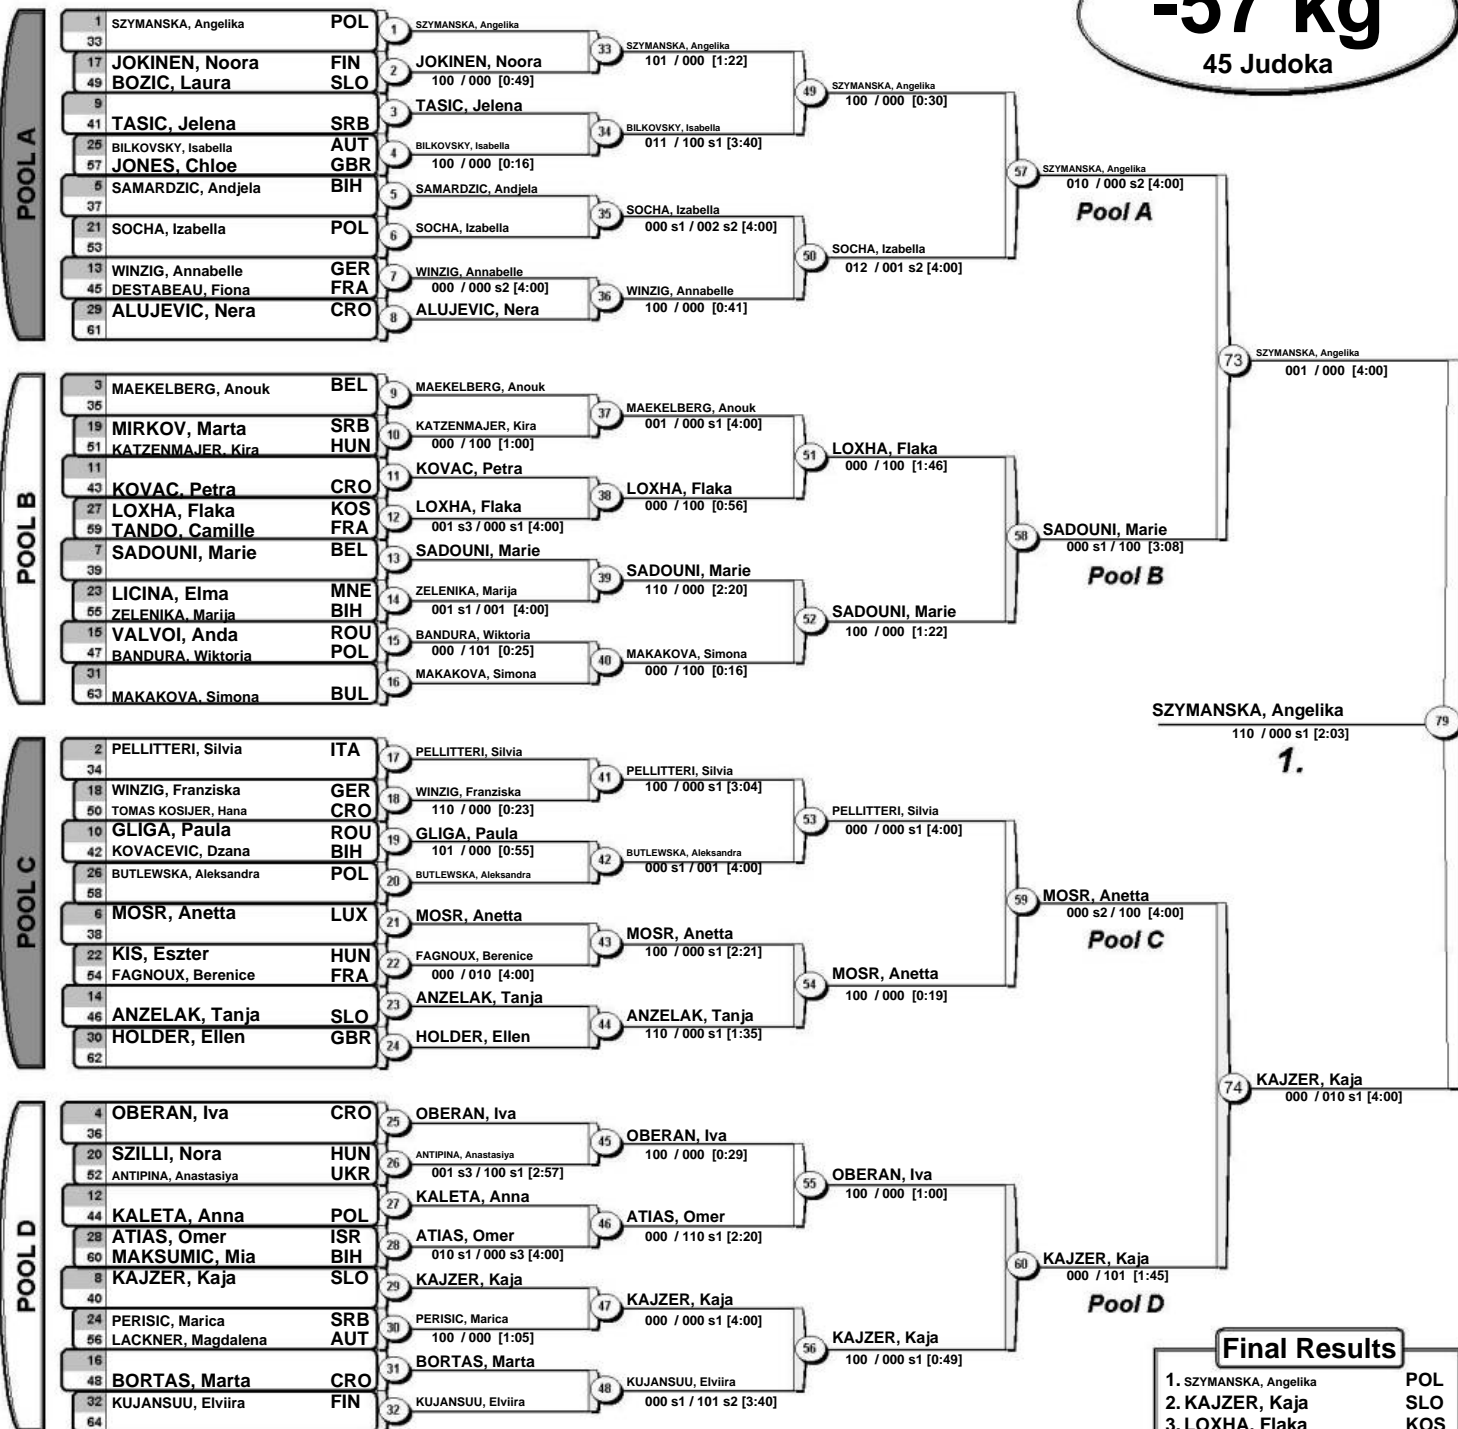 -57 kg
45 Judoka
POOL A
1 SZYMANSKA, Angelika POL
33
17 JOKINEN, Noora FIN
49 BOZIC, Laura SLO
9
41 TASIC, Jelena SRB
25 BILKOVSKY, Isabella AUT
57 JONES, Chloe GBR
5 SAMARDZIC, Andjela BIH
37
21 SOCHA, Izabella POL
53
13 WINZIG, Annabelle GER
45 DESTABEAU, Fiona FRA
29 ALUJEVIC, Nera CRO
61
1 SZYMANSKA, Angelika
2 JOKINEN, Noora
100 / 000 [0:49]
3 TASIC, Jelena
4 BILKOVSKY, Isabella
100 / 000 [0:16]
5 SAMARDZIC, Andjela
6 SOCHA, Izabella
7 WINZIG, Annabelle
000 / 000 s2 [4:00]
8 ALUJEVIC, Nera
33 SZYMANSKA, Angelika
101 / 000 [1:22]
34 BILKOVSKY, Isabella
011 / 100 s1 [3:40]
35 SOCHA, Izabella
000 s1 / 002 s2 [4:00]
36 WINZIG, Annabelle
100 / 000 [0:41]
49 SZYMANSKA, Angelika
100 / 000 [0:30]
50 SOCHA, Izabella
012 / 001 s2 [4:00]
57 SZYMANSKA, Angelika
010 / 000 s2 [4:00]
Pool A
POOL B
3 MAEKELBERG, Anouk BEL
35
19 MIRKOV, Marta SRB
51 KATZENMAJER, Kira HUN
11
43 KOVAC, Petra CRO
27 LOXHA, Flaka KOS
59 TANDO, Camille FRA
7 SADOUNI, Marie BEL
39
23 LICINA, Elma MNE
55 ZELENIKA, Marija BIH
15 VALVOI, Anda ROU
47 BANDURA, Wiktoria POL
31
63 MAKAKOVA, Simona BUL
9 MAEKELBERG, Anouk
10 KATZENMAJER, Kira
000 / 100 [1:00]
11 KOVAC, Petra
12 LOXHA, Flaka
001 s3 / 000 s1 [4:00]
13 SADOUNI, Marie
14 ZELENIKA, Marija
001 s1 / 001 [4:00]
15 BANDURA, Wiktoria
000 / 101 [0:25]
16 MAKAKOVA, Simona
37 MAEKELBERG, Anouk
001 / 000 s1 [4:00]
38 LOXHA, Flaka
000 / 100 [0:56]
39 SADOUNI, Marie
110 / 000 [2:20]
40 MAKAKOVA, Simona
000 / 100 [0:16]
51 LOXHA, Flaka
000 / 100 [1:46]
52 SADOUNI, Marie
100 / 000 [1:22]
58 SADOUNI, Marie
000 s1 / 100 [3:08]
Pool B
73 SZYMANSKA, Angelika
001 / 000 [4:00]
SZYMANSKA, Angelika 79
110 / 000 s1 [2:03]
1.
POOL C
2 PELLITTERI, Silvia ITA
34
18 WINZIG, Franziska GER
50 TOMAS KOSIJER, Hana CRO
10 GLIGA, Paula ROU
42 KOVACEVIC, Dzana BIH
26 BUTLEWSKA, Aleksandra POL
58
6 MOSR, Anetta LUX
38
22 KIS, Eszter HUN
54 FAGNOUX, Berenice FRA
14
46 ANZELAK, Tanja SLO
30 HOLDER, Ellen GBR
62
17 PELLITTERI, Silvia
18 WINZIG, Franziska
110 / 000 [0:23]
19 GLIGA, Paula
101 / 000 [0:55]
20 BUTLEWSKA, Aleksandra
21 MOSR, Anetta
22 FAGNOUX, Berenice
000 / 010 [4:00]
23 ANZELAK, Tanja
24 HOLDER, Ellen
41 PELLITTERI, Silvia
100 / 000 s1 [3:04]
42 BUTLEWSKA, Aleksandra
000 s1 / 001 [4:00]
43 MOSR, Anetta
100 / 000 s1 [2:21]
44 ANZELAK, Tanja
110 / 000 s1 [1:35]
53 PELLITTERI, Silvia
000 / 000 s1 [4:00]
54 MOSR, Anetta
100 / 000 [0:19]
59 MOSR, Anetta
000 s2 / 100 [4:00]
Pool C
POOL D
4 OBERAN, Iva CRO
36
20 SZILLI, Nora HUN
52 ANTIPINA, Anastasiya UKR
12
44 KALETA, Anna POL
28 ATIAS, Omer ISR
60 MAKSUMIC, Mia BIH
8 KAJZER, Kaja SLO
40
24 PERISIC, Marica SRB
56 LACKNER, Magdalena AUT
16
48 BORTAS, Marta CRO
32 KUJANSUU, Elviira FIN
64
25 OBERAN, Iva
26 ANTIPINA, Anastasiya
001 s3 / 100 s1 [2:57]
27 KALETA, Anna
28 ATIAS, Omer
010 s1 / 000 s3 [4:00]
29 KAJZER, Kaja
30 PERISIC, Marica
100 / 000 [1:05]
31 BORTAS, Marta
32 KUJANSUU, Elviira
45 OBERAN, Iva
100 / 000 [0:29]
46 ATIAS, Omer
000 / 110 s1 [2:20]
47 KAJZER, Kaja
000 / 000 s1 [4:00]
48 KUJANSUU, Elviira
000 s1 / 101 s2 [3:40]
55 OBERAN, Iva
100 / 000 [1:00]
56 KAJZER, Kaja
100 / 000 s1 [0:49]
60 KAJZER, Kaja
000 / 101 [1:45]
Pool D
74 KAJZER, Kaja
000 / 010 s1 [4:00]
Final Results
1. SZYMANSKA, Angelika POL
2. KAJZER, Kaja SLO
3. LOXHA, Flaka KOS